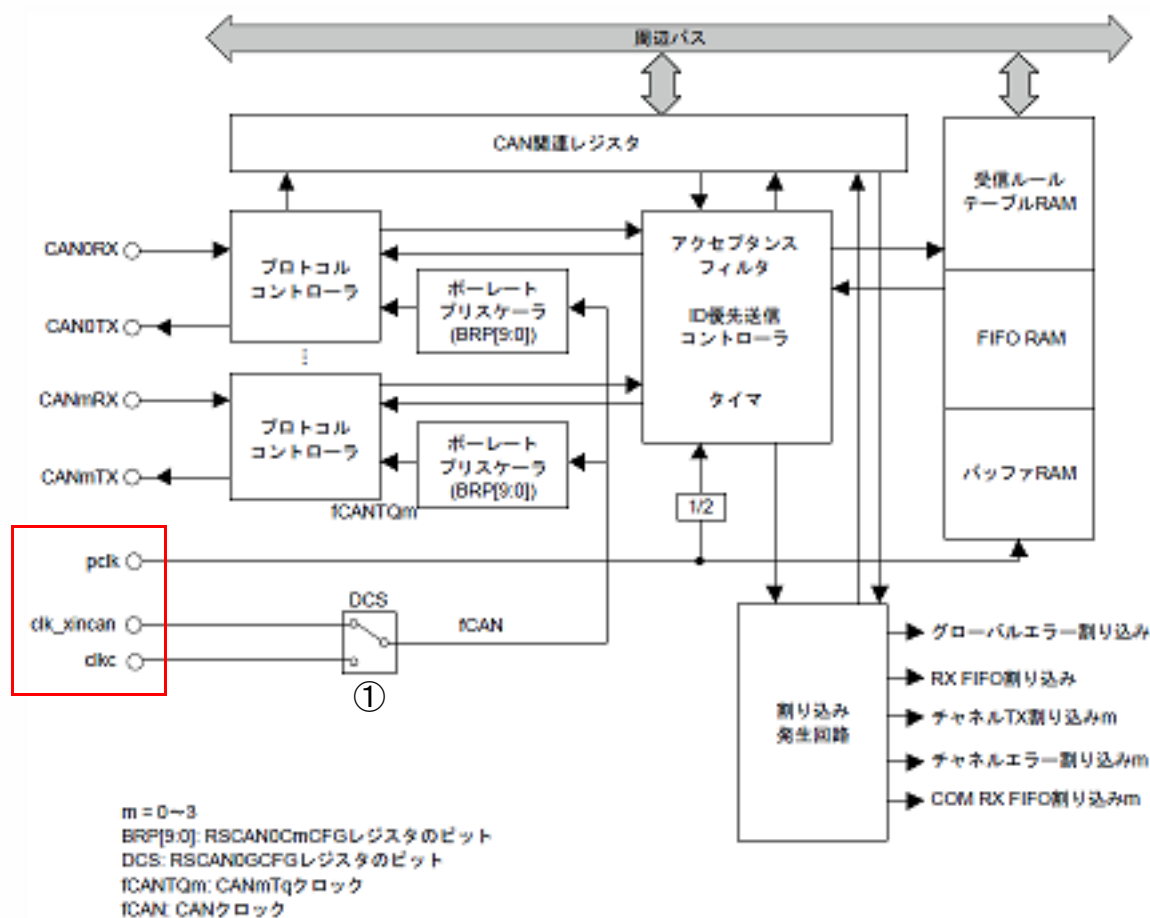 周辺バス
CAN関連レジスタ
受信ルール
テーブルRAM
FIFO RAM
バッファRAM
CAN0RX
CAN0TX
プロトコル
コントローラ
ボーレート
プリスケーラ
(BRP[9:0])
アクセプタンス
フィルタ
ID優先送信
コントローラ
タイマ
⋮
CANmRX
CANmTX
プロトコル
コントローラ
ボーレート
プリスケーラ
(BRP[9:0])
fCANTQm
1/2
pclk
clk_xincan
clkc
DCS
①
fCAN
割り込み
発生回路
グローバルエラー割り込み
RX FIFO割り込み
チャネルTX割り込みm
チャネルエラー割り込みm
COM RX FIFO割り込みm
m = 0～3
BRP[9:0]: RSCAN0CmCFGレジスタのビット
DCS: RSCAN0GCFGレジスタのビット
fCANTQm: CANmTqクロック
fCAN: CANクロック